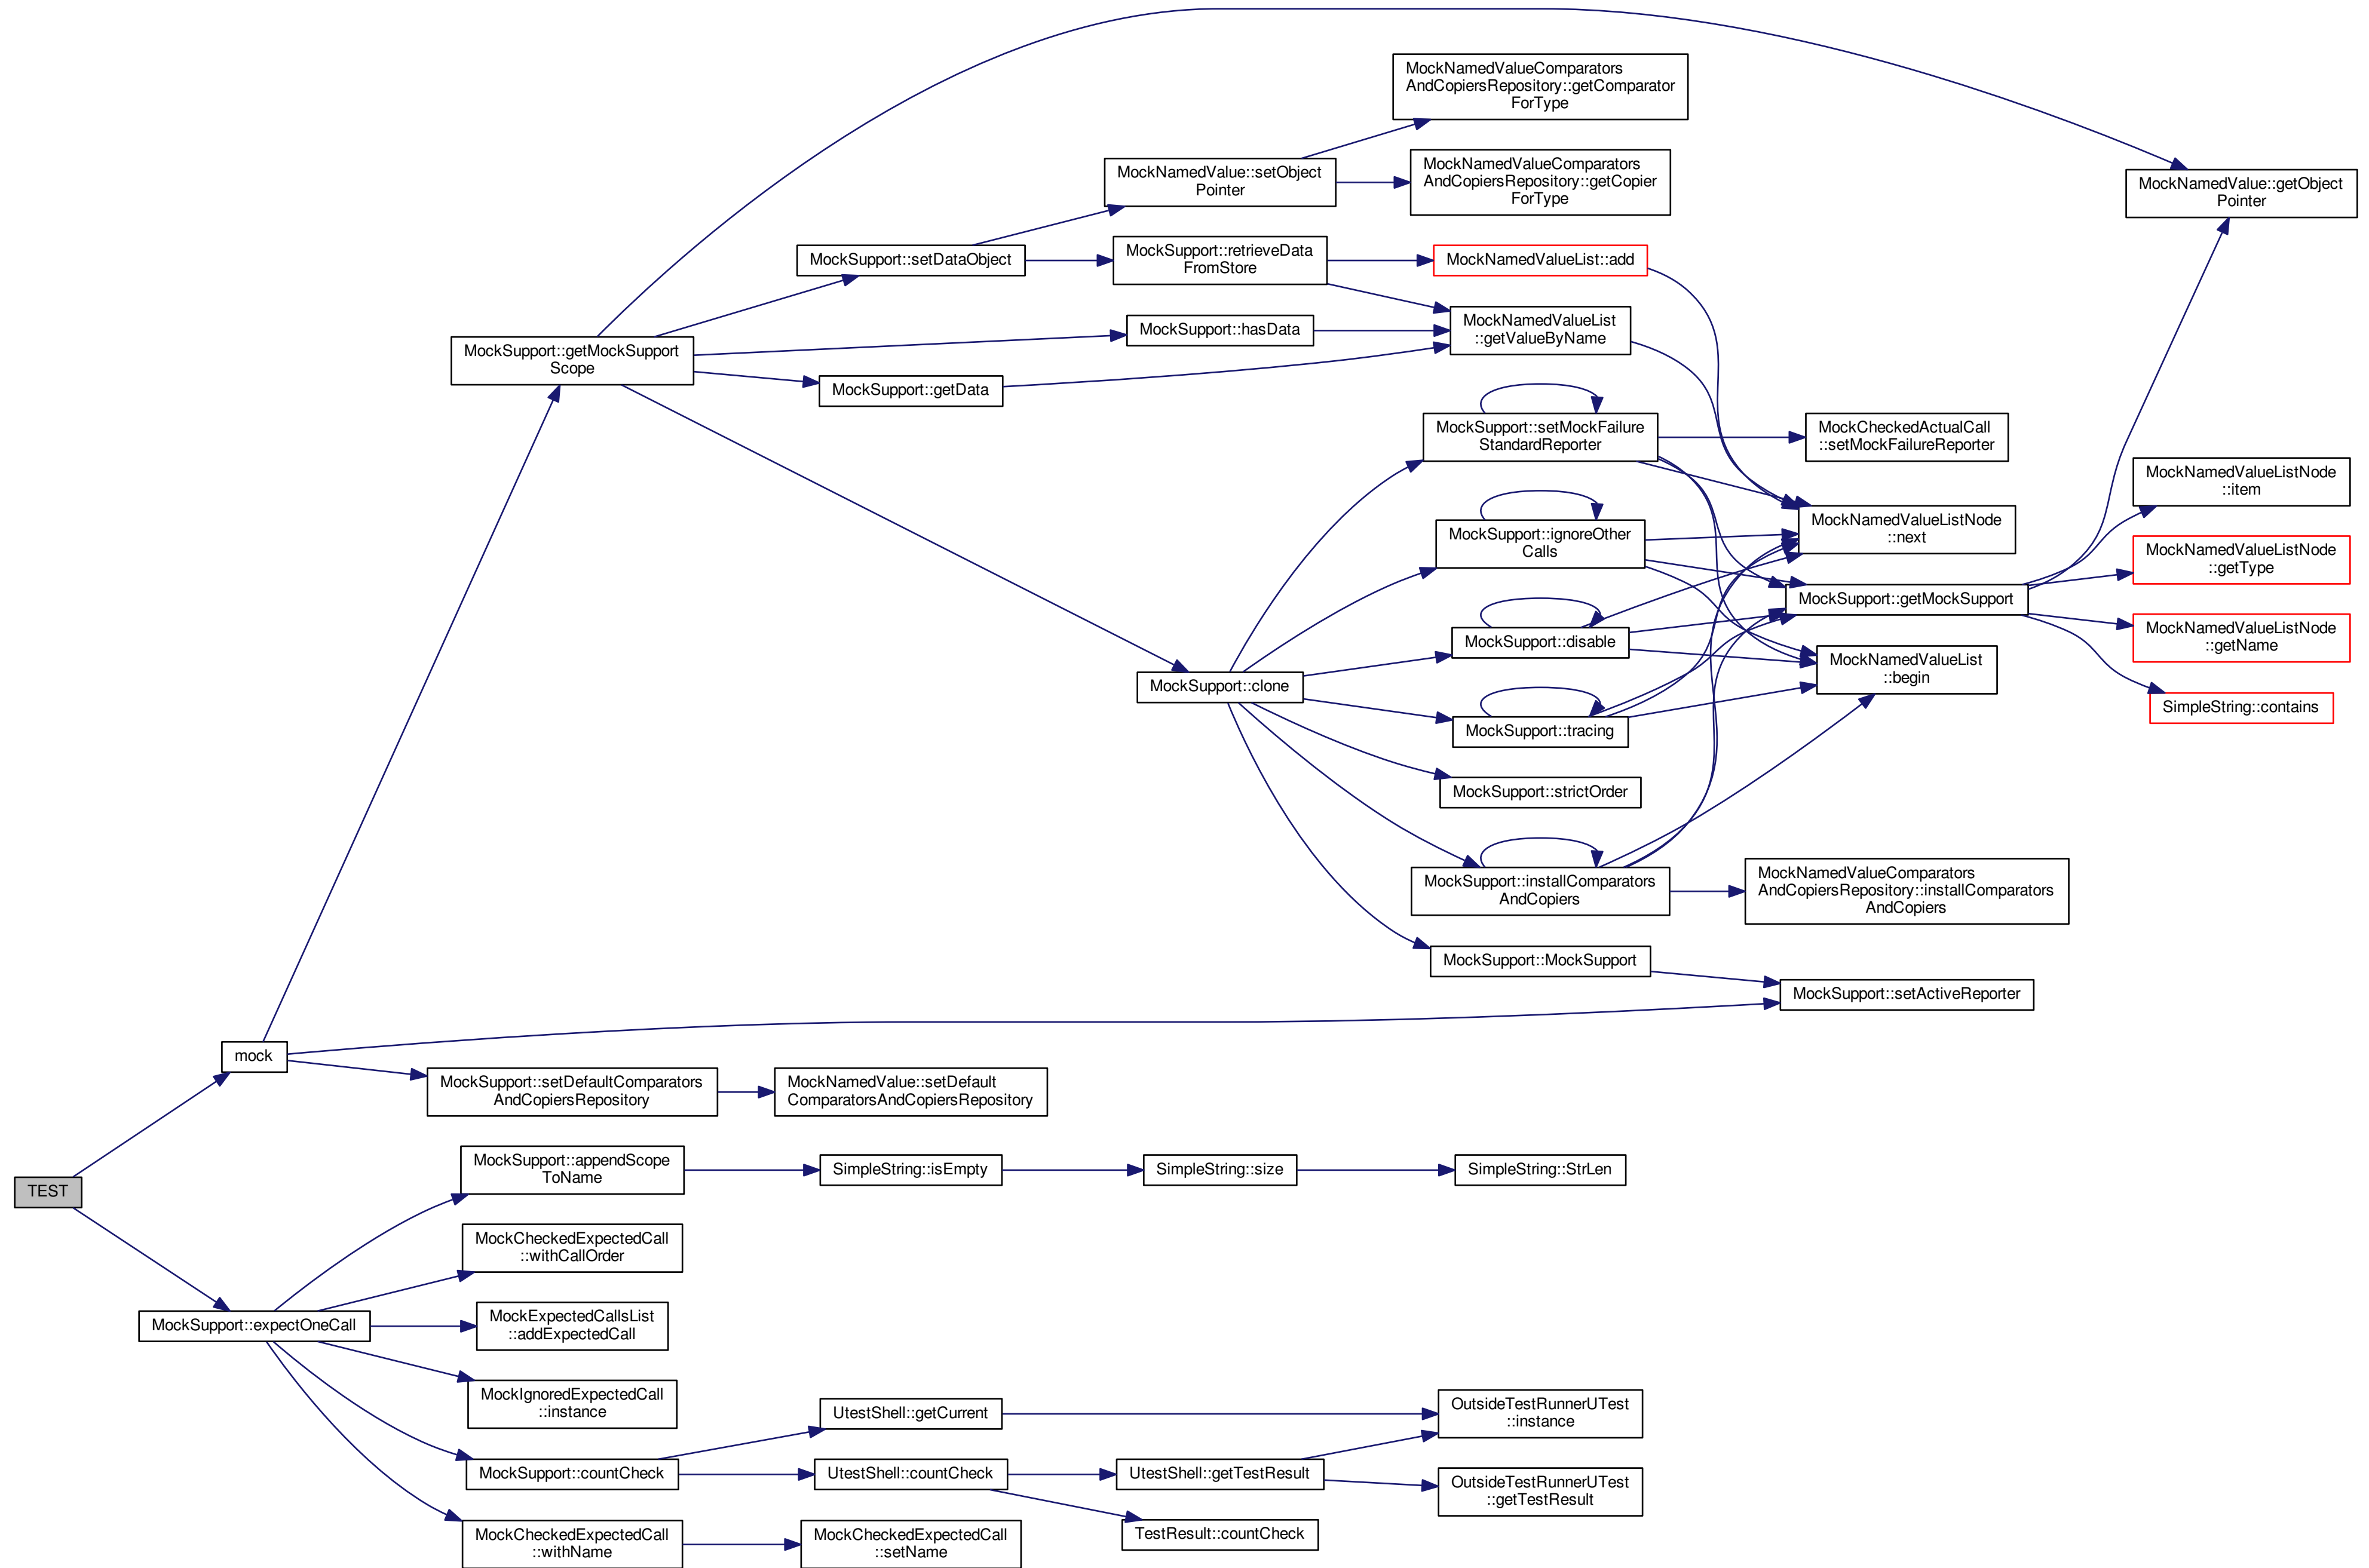 MockNamedValueComparators
AndCopiersRepository::getComparator
ForType
MockNamedValueComparators
AndCopiersRepository::getCopier
ForType
MockNamedValue::setObject
Pointer
MockNamedValue::getObject
Pointer
MockSupport::setDataObject
MockSupport::retrieveData
FromStore
MockNamedValueList::add
MockSupport::hasData
MockNamedValueList
::getValueByName
MockSupport::getMockSupport
Scope
MockSupport::getData
MockSupport::setMockFailure
StandardReporter
MockCheckedActualCall
::setMockFailureReporter
MockNamedValueListNode
::item
MockSupport::ignoreOther
Calls
MockNamedValueListNode
::next
MockNamedValueListNode
::getType
MockSupport::getMockSupport
MockNamedValueListNode
::getName
MockSupport::disable
MockNamedValueList
::begin
MockSupport::clone
SimpleString::contains
MockSupport::tracing
MockSupport::strictOrder
MockSupport::installComparators
AndCopiers
MockNamedValueComparators
AndCopiersRepository::installComparators
AndCopiers
MockSupport::MockSupport
MockSupport::setActiveReporter
mock
MockSupport::setDefaultComparators
AndCopiersRepository
MockNamedValue::setDefault
ComparatorsAndCopiersRepository
MockSupport::appendScope
ToName
SimpleString::isEmpty
SimpleString::size
SimpleString::StrLen
TEST
MockCheckedExpectedCall
::withCallOrder
MockSupport::expectOneCall
MockExpectedCallsList
::addExpectedCall
MockIgnoredExpectedCall
::instance
UtestShell::getCurrent
OutsideTestRunnerUTest
::instance
MockSupport::countCheck
UtestShell::countCheck
UtestShell::getTestResult
OutsideTestRunnerUTest
::getTestResult
TestResult::countCheck
MockCheckedExpectedCall
::withName
MockCheckedExpectedCall
::setName